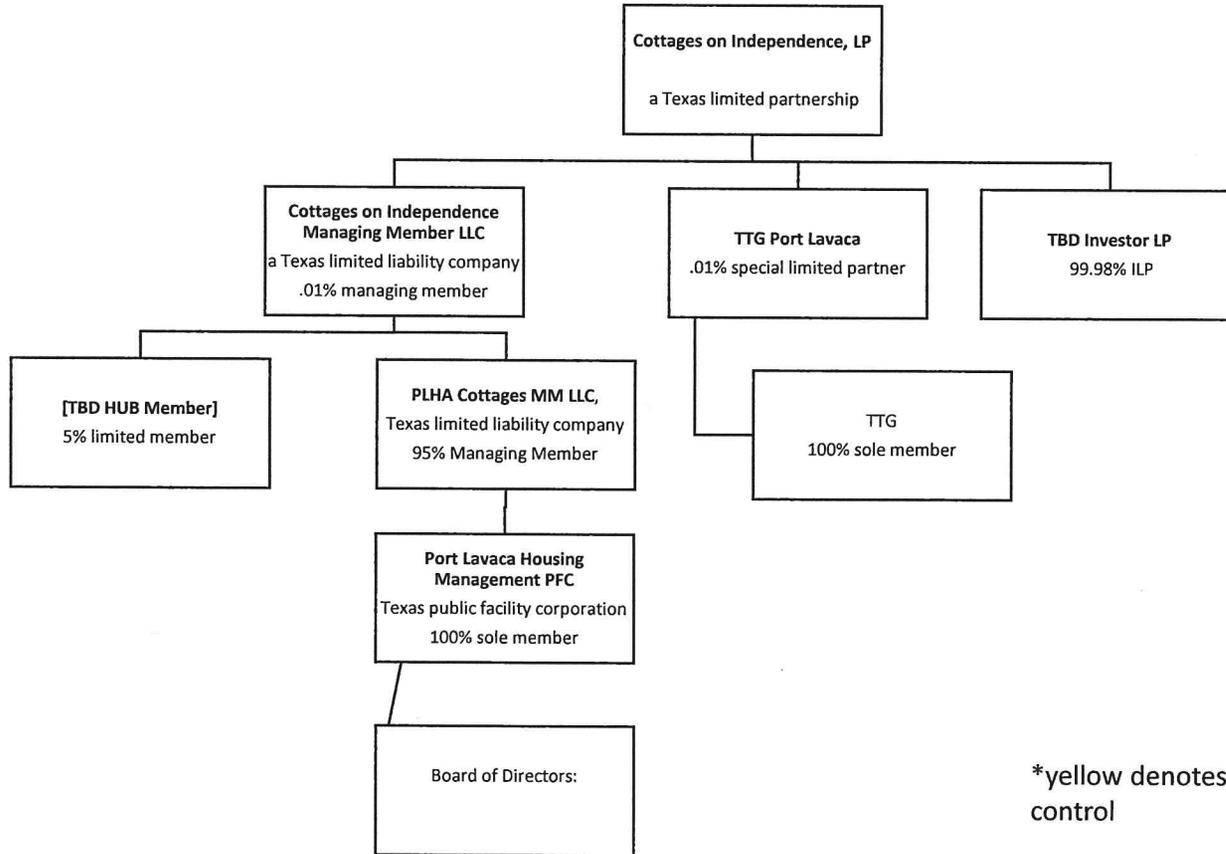 Cottages on Independence, LP
a Texas limited partnership
Cottages on Independence
Managing Member LLC
a Texas limited liability company
.01% managing member
TTG Port Lavaca
.01% special limited partner
TBD Investor LP
99.98% ILP
[TBD HUB Member]
5% limited member
PLHA Cottages MM LLC,
Texas limited liability company
95% Managing Member
TTG
100% sole member
Port Lavaca Housing
Management PFC
Texas public facility corporation
100% sole member
Board of Directors:
*yellow denotes
control